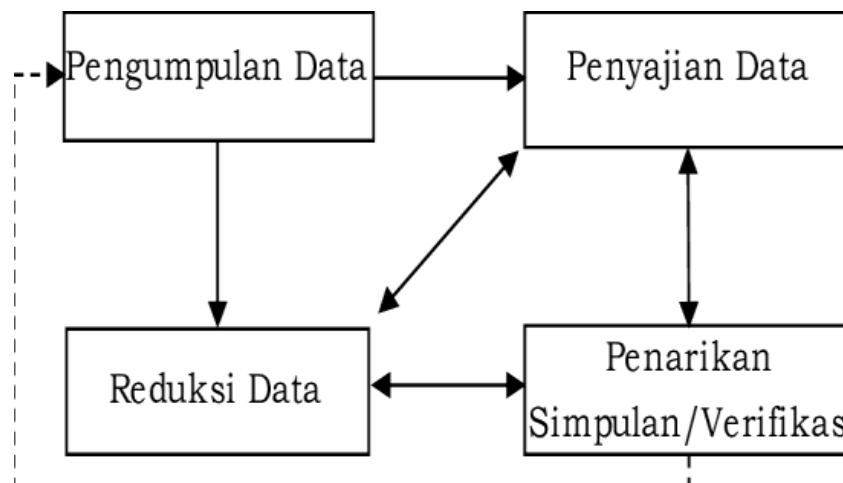 Pengumpulan Data
Penyajian Data
Reduksi Data
Penarikan
Simpulan/Verifikas